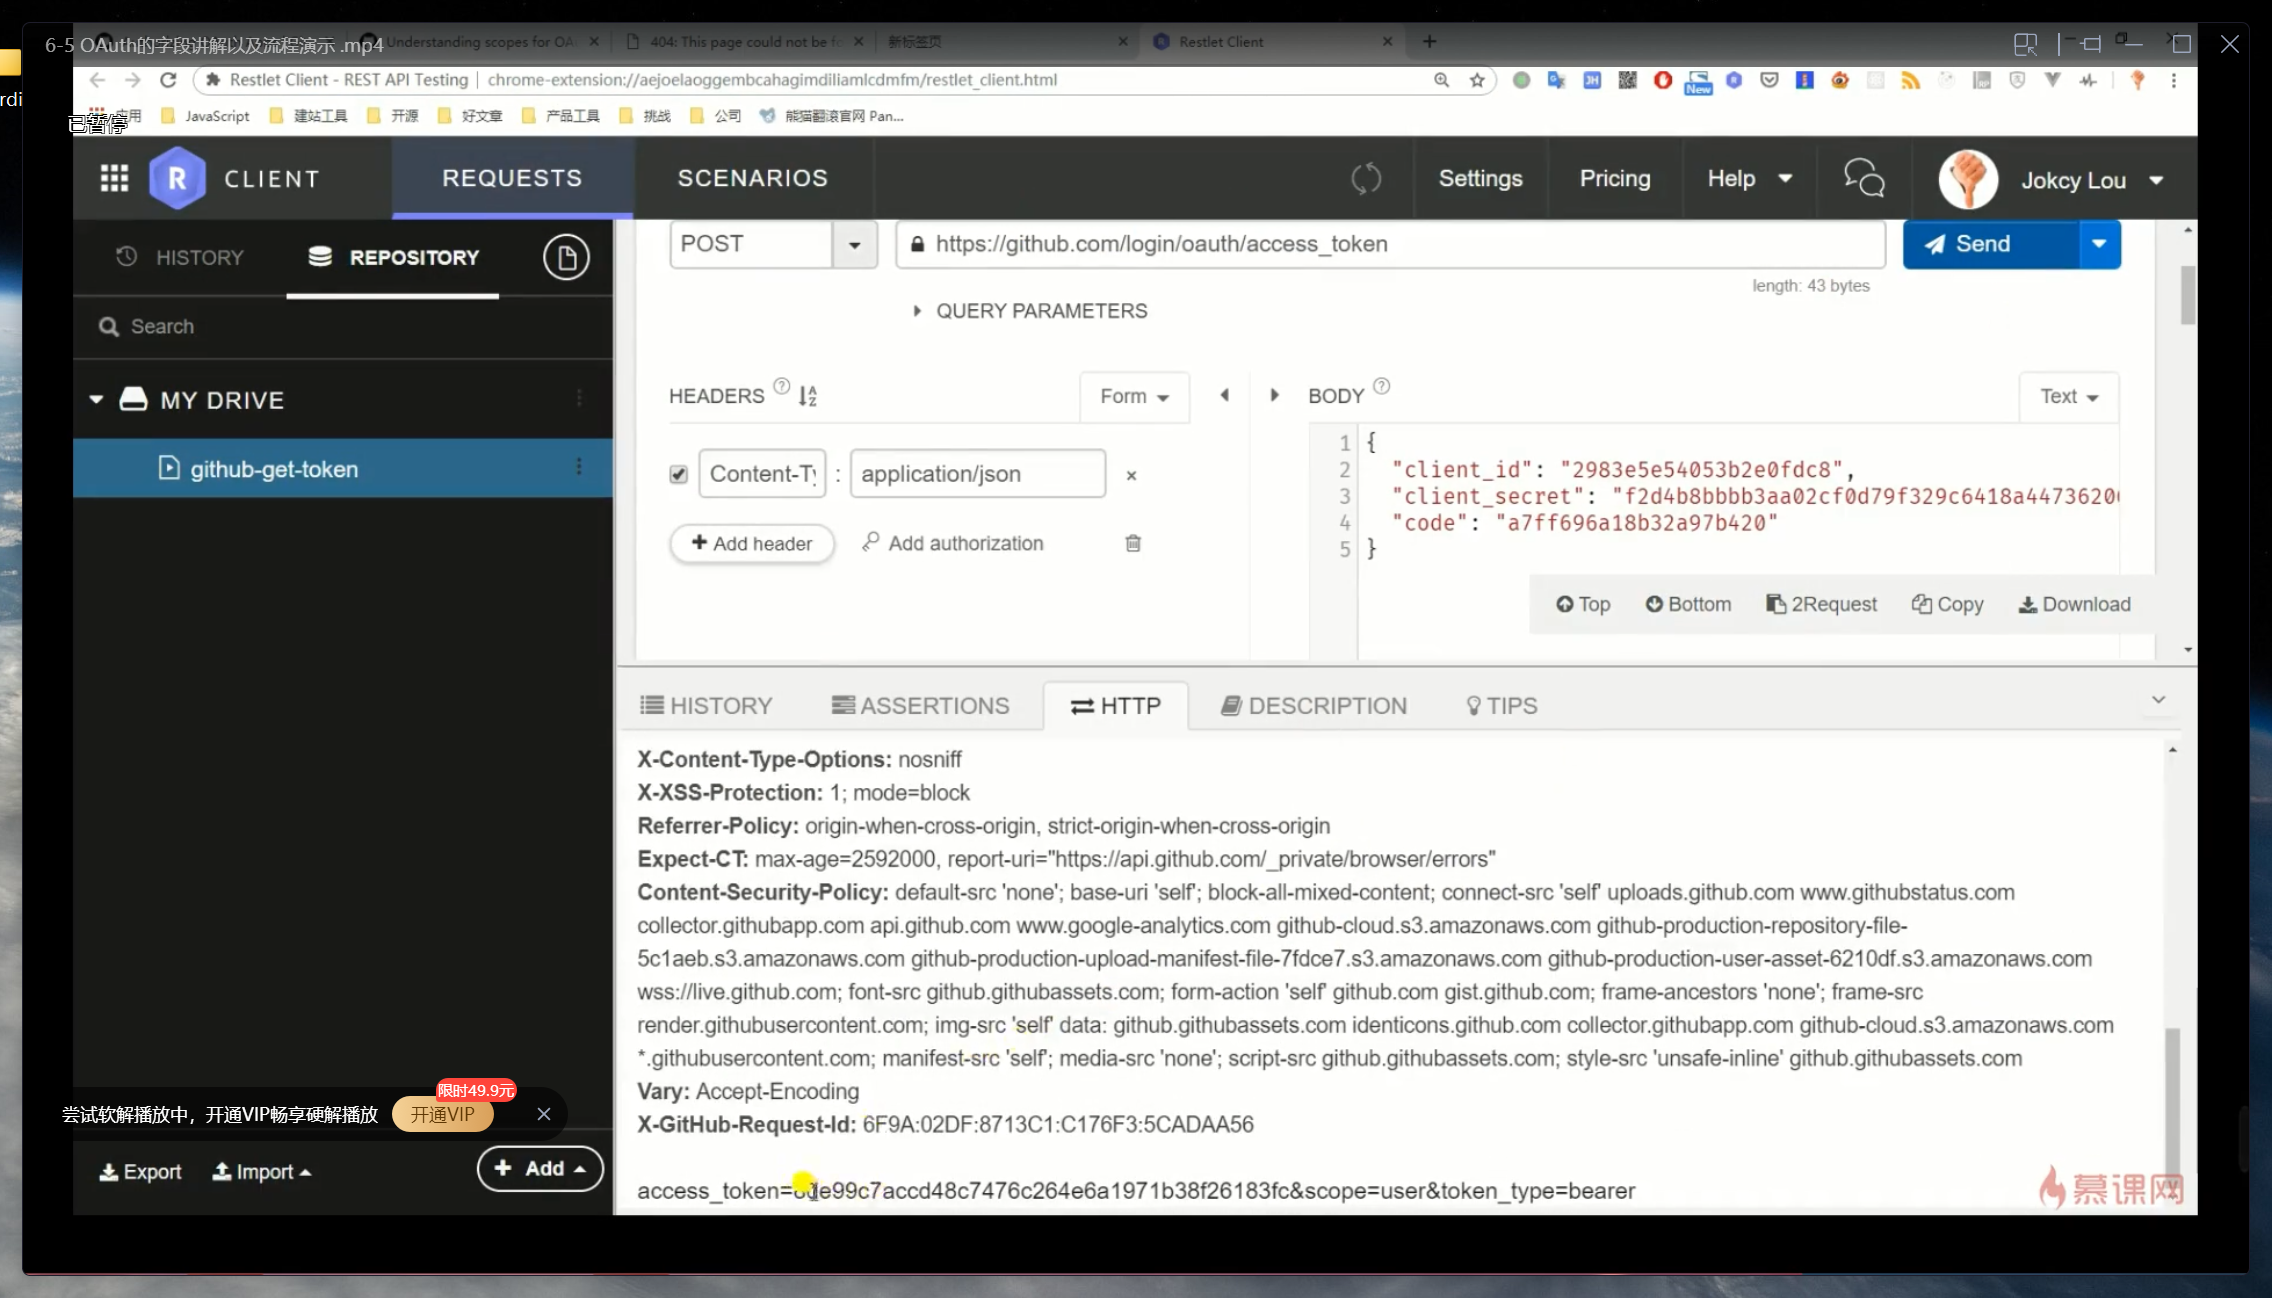 6-5 OAuth的字段讲解以及流程演示 .mp4
Understanding scopes for OA
404: This page could not be fo
新标签页
Restlet Client
Restlet Client - REST API Testing
chrome-extension://aejoelaoggembcahagimdiliamlcdmfm/restlet_client.html
New
rdi
已暂停
应用
JavaScript
建站工具
开源
好文章
产品工具
挑战
公司
熊猫翻滚官网 Pan...
R CLIENT
REQUESTS
SCENARIOS
Settings
Pricing
Help
Jokcy Lou
HISTORY
REPOSITORY
Search
MY DRIVE
github-get-token
POST
https://github.com/login/oauth/access_token
Send
length: 43 bytes
QUERY PARAMETERS
HEADERS
Form
BODY
Text
Content-Ty : application/json
Add header
Add authorization
1 {
2 "client_id": "2983e5e54053b2e0fdc8",
3 "client_secret": "f2d4b8bbbb3aa02cf0d79f329c6418a44736206
4 "code": "a7ff696a18b32a97b420"
5 }
Top
Bottom
2Request
Copy
Download
HISTORY
ASSERTIONS
HTTP
DESCRIPTION
TIPS
X-Content-Type-Options: nosniff
X-XSS-Protection: 1; mode=block
Referrer-Policy: origin-when-cross-origin, strict-origin-when-cross-origin
Expect-CT: max-age=2592000, report-uri="https://api.github.com/_private/browser/errors"
Content-Security-Policy: default-src 'none'; base-uri 'self'; block-all-mixed-content; connect-src 'self' uploads.github.com www.githubstatus.com
collector.githubapp.com api.github.com www.google-analytics.com github-cloud.s3.amazonaws.com github-production-repository-file-
5c1aeb.s3.amazonaws.com github-production-upload-manifest-file-7fdce7.s3.amazonaws.com github-production-user-asset-6210df.s3.amazonaws.com
wss://live.github.com; font-src github.githubassets.com; form-action 'self' github.com gist.github.com; frame-ancestors 'none'; frame-src
render.githubusercontent.com; img-src 'self' data: github.githubassets.com identicons.github.com collector.githubapp.com github-cloud.s3.amazonaws.com
*.githubusercontent.com; manifest-src 'self'; media-src 'none'; script-src github.githubassets.com; style-src 'unsafe-inline' github.githubassets.com
Vary: Accept-Encoding
X-GitHub-Request-Id: 6F9A:02DF:8713C1:C176F3:5CADAA56
限时49.9元
尝试软解播放中，开通VIP畅享硬解播放
开通VIP
Export
Import
Add
慕课网